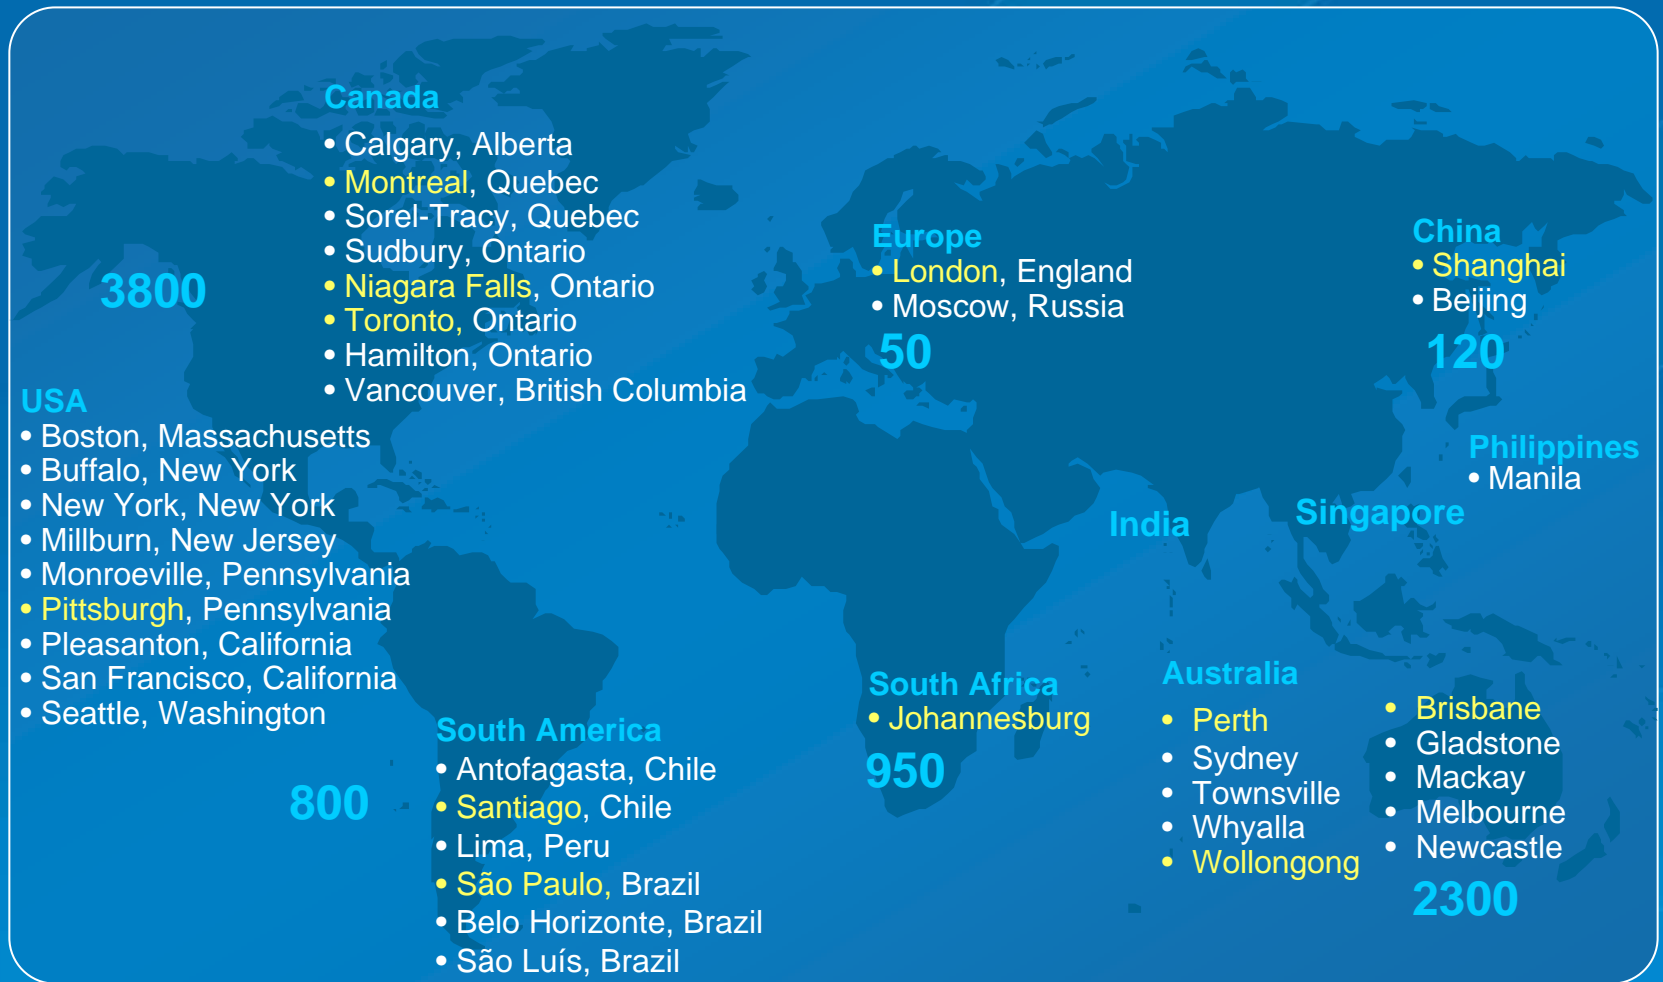 Canada
• Calgary, Alberta
• Montreal, Quebec
• Sorel-Tracy, Quebec
• Sudbury, Ontario
• Niagara Falls, Ontario
• Toronto, Ontario
• Hamilton, Ontario
• Vancouver, British Columbia
3800
USA
• Boston, Massachusetts
• Buffalo, New York
• New York, New York
• Millburn, New Jersey
• Monroeville, Pennsylvania
• Pittsburgh, Pennsylvania
• Pleasanton, California
• San Francisco, California
• Seattle, Washington
South America
• Antofagasta, Chile
• Santiago, Chile
• Lima, Peru
• São Paulo, Brazil
• Belo Horizonte, Brazil
• São Luís, Brazil
800
Europe
• London, England
• Moscow, Russia
50
South Africa
• Johannesburg
950
China
• Shanghai
• Beijing
120
Philippines
• Manila
India
Singapore
Australia
• Perth
• Sydney
• Townsville
• Whyalla
• Wollongong
• Brisbane
• Gladstone
• Mackay
• Melbourne
• Newcastle
2300